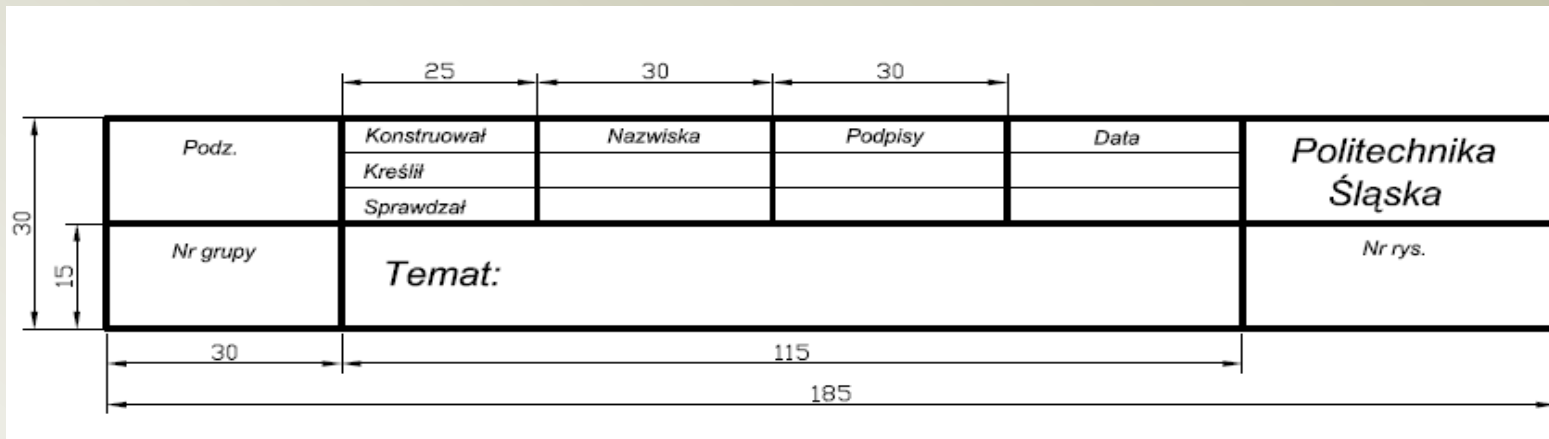 25 30 30
Podz. Konstruował Nazwiska Podpisy Data Politechnika
Kreślił Śląska
Sprawdzał
30
15
Nr grupy Temat: Nr rys.
30 115
185